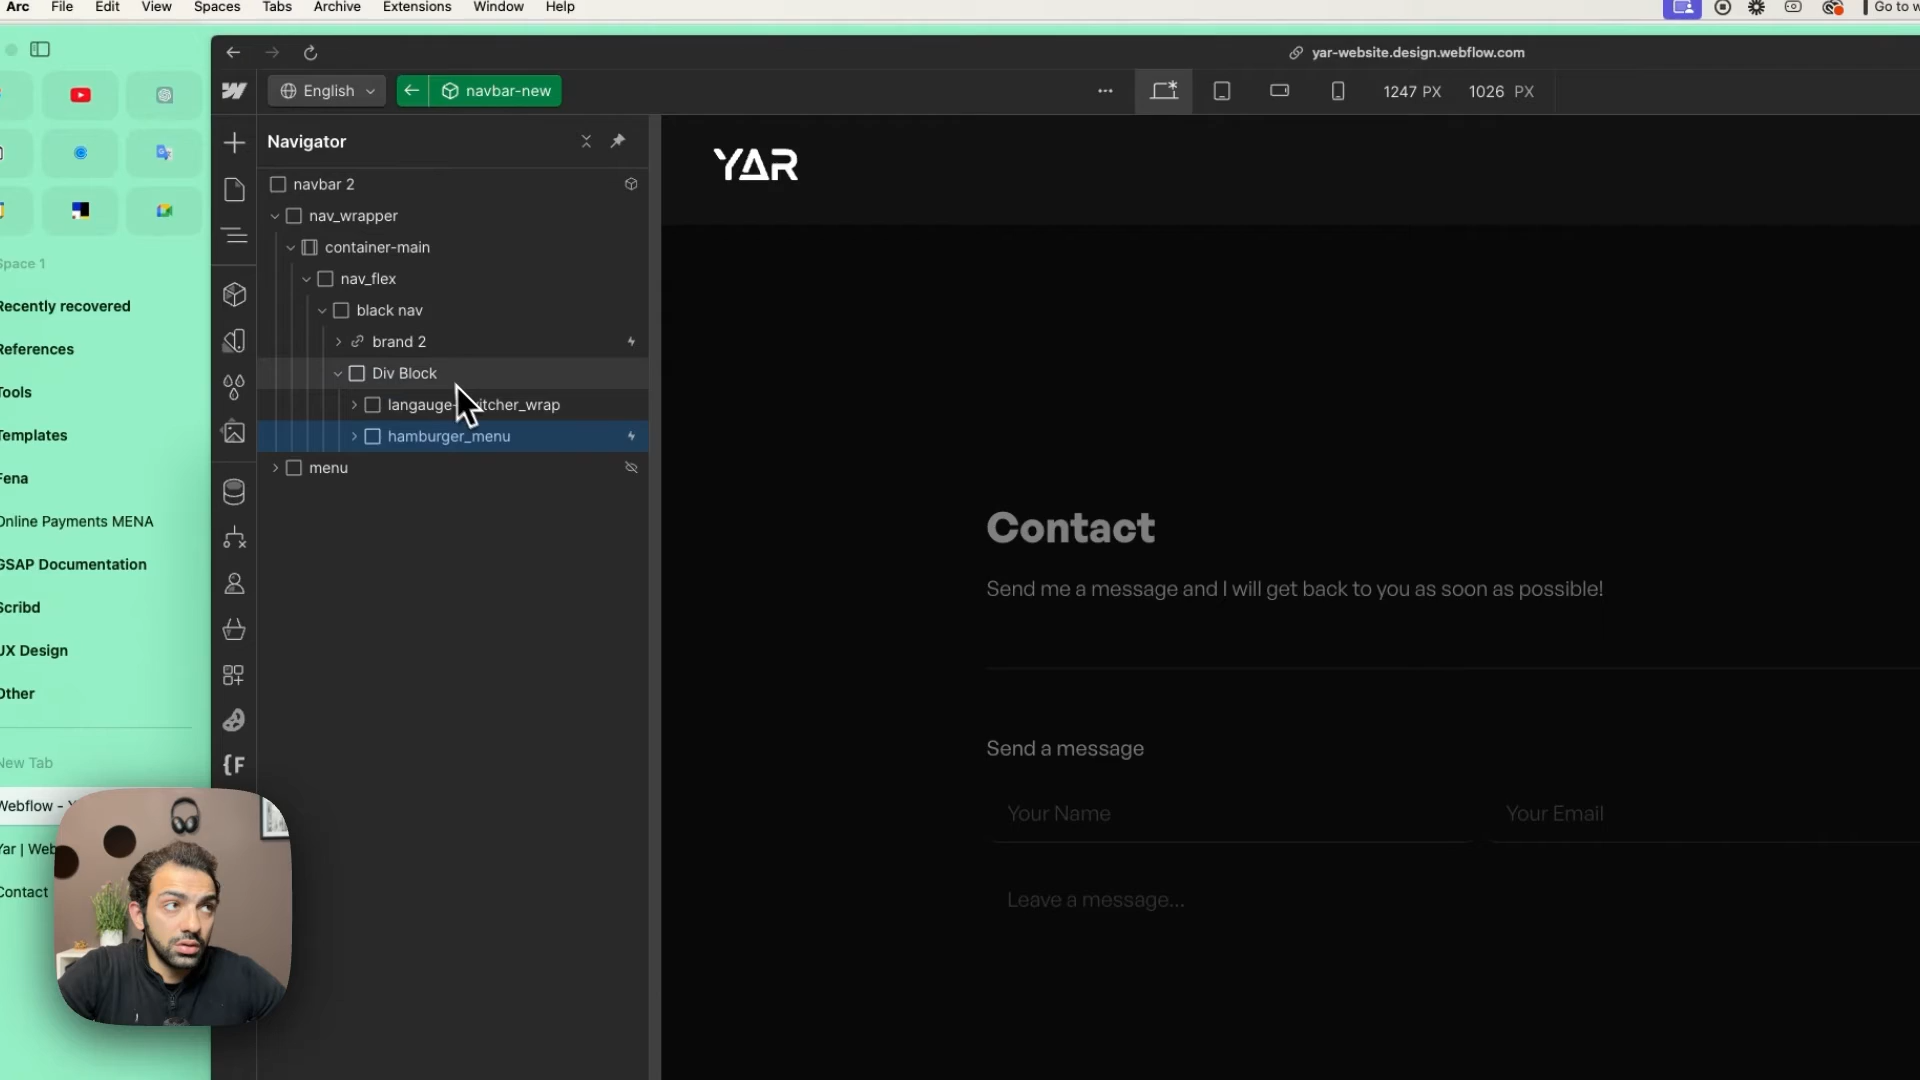 Arc File Edit View Spaces Tabs Archive Extensions Window Help
Go to w
yar-website.design.webflow.com
English
navbar-new
1247 PX 1026 PX
Navigator
navbar 2
nav_wrapper
container-main
nav_flex
black nav
brand 2
Div Block
hamburger_menu
menu
YAR
Contact
Send me a message and I will get back to you as soon as possible!
Send a message
Your Name
Your Email
Leave a message...
Space 1
Recently recovered
References
Tools
Templates
Fena
Online Payments MENA
GSAP Documentation
Scribd
UX Design
Other
New Tab
Webflow -
Yar | Web
Contact
{F